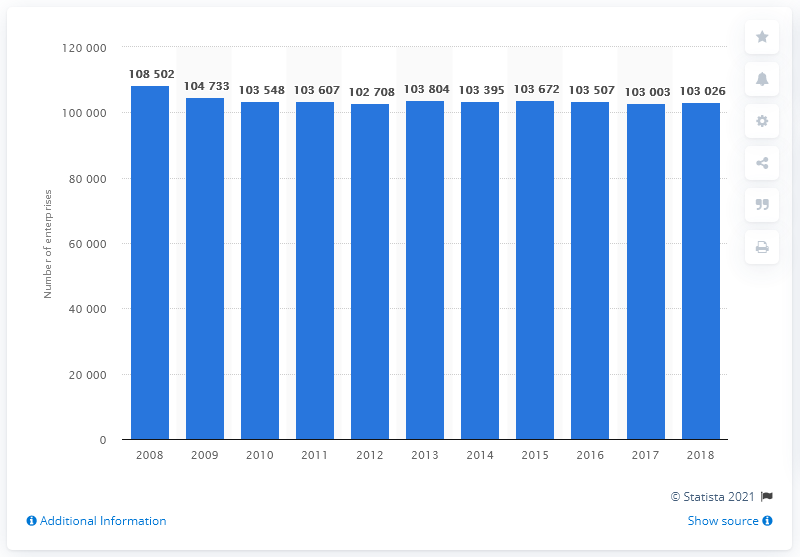 120 000
100 000
80 000
60 000
40 000
20 000
0
Number of enterprises
108 502 104 733 103 548 103 607 102 708 103 804 103 395 103 672 103 507 103 003 103 026
2008 2009 2010 2011 2012 2013 2014 2015 2016 2017 2018
© Statista 2021
Additional Information
Show source